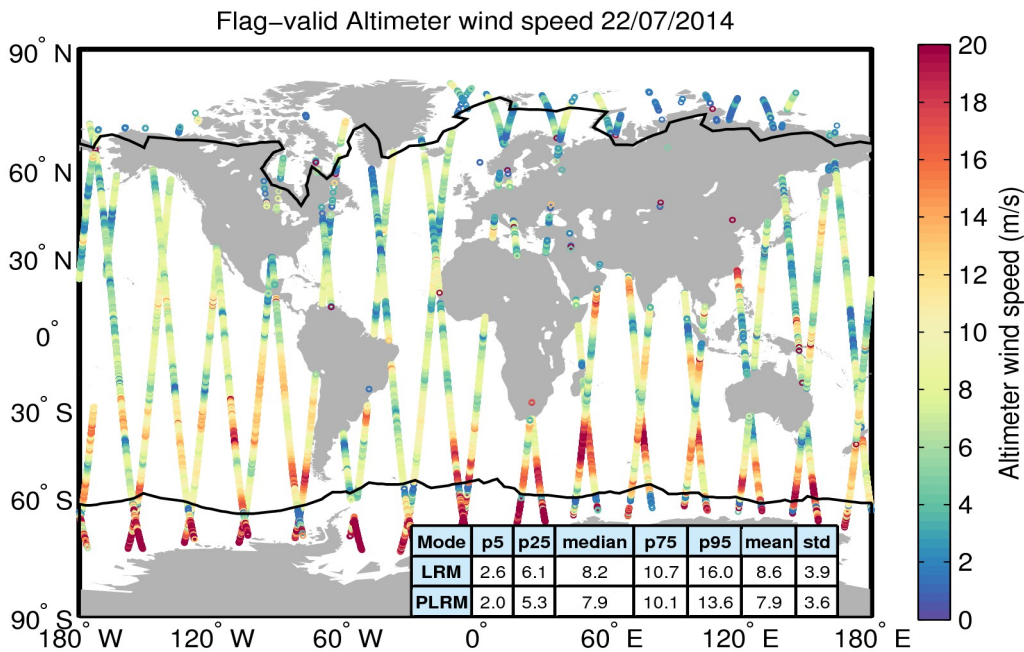 Flag−valid Altimeter wind speed 22/07/2014
90° N
60° N
30° N
0°
30° S
60° S
90° S
180° W
120° W
60° W
0°
60° E
120° E
180° E
Mode p5 p25 median p75 p95 mean std
LRM 2.6 6.1 8.2 10.7 16.0 8.6 3.9
PLRM 2.0 5.3 7.9 10.1 13.6 7.9 3.6
20
18
16
14
12
10
8
6
4
2
0
Altimeter wind speed (m/s)